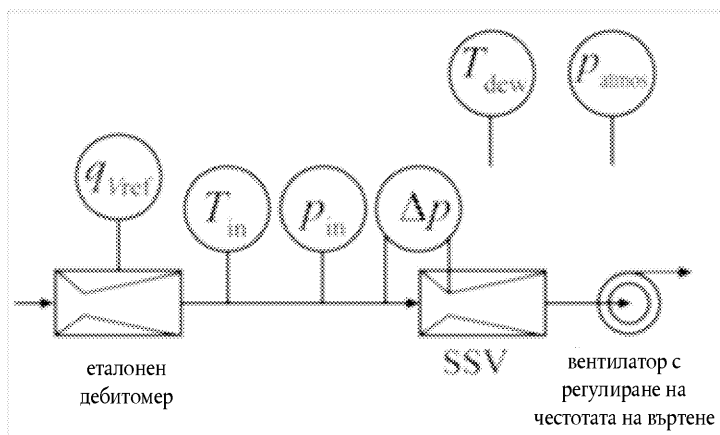 T dew
p atmos
q Vref
T in
p in
Δp
SSV
еталонен
дебитомер
вентилатор с
регулиране на
честотата на въртене